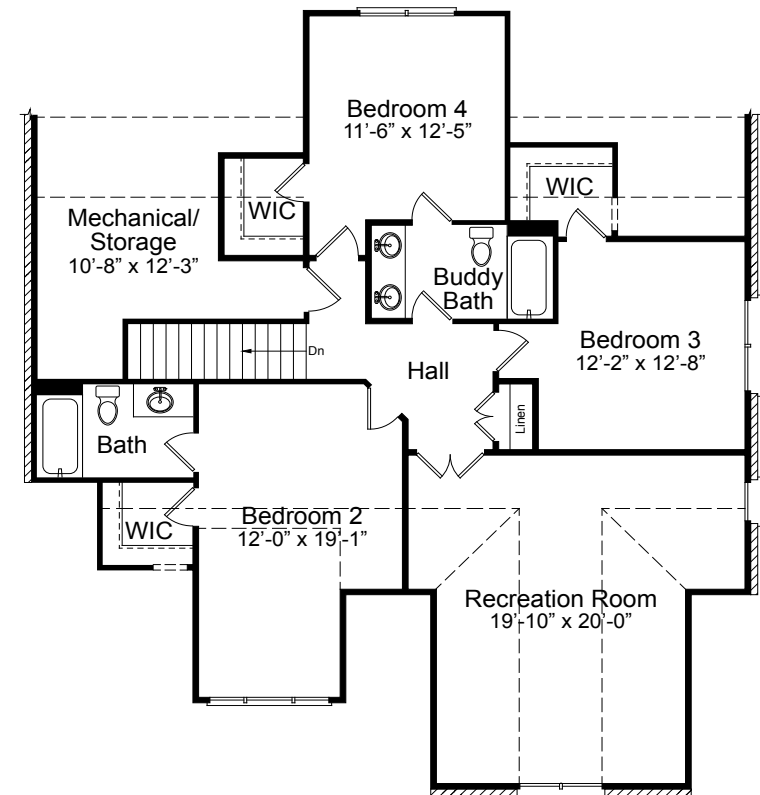 Bedroom 4
11’-6” x 12’-5”
WIC
WIC
Mechanical/
Storage
10’-8” x 12’-3”
Buddy
Bath
Bedroom 3
12’-2” x 12’-8”
Dn
Hall
Linen
Bath
WIC
Bedroom 2
12’-0” x 19’-1”
Recreation Room
19’-10” x 20’-0”